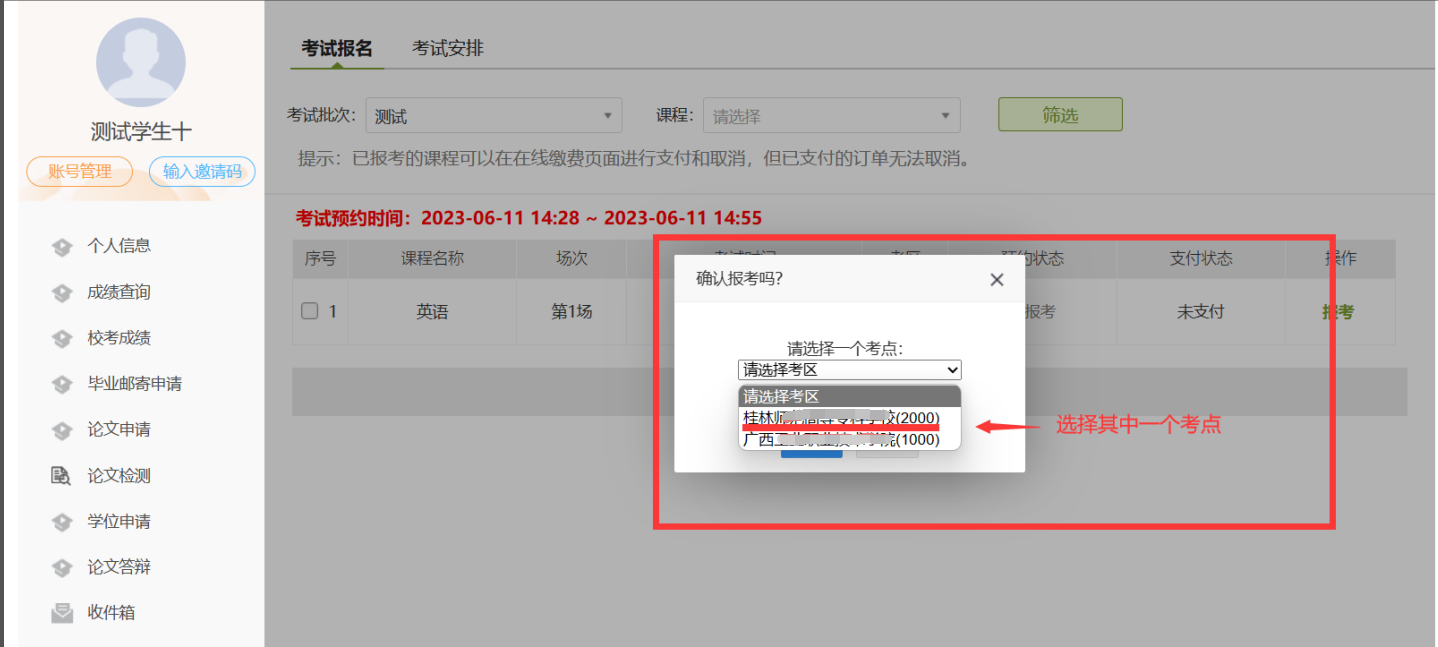 测试学生十
账号管理
输入邀请码
个人信息
成绩查询
校考成绩
毕业邮寄申请
论文申请
论文检测
学位申请
论文答辩
收件箱
考试报名 考试安排
考试批次: 测试 课程: 请选择 筛选
提示：已报考的课程可以在在线缴费页面进行支付和取消，但已支付的订单无法取消。
考试预约时间：2023-06-11 14:28 ~ 2023-06-11 14:55
序号 课程名称 场次 支付状态 操作
1 英语 第1场 报考 未支付 报考
确认报考吗?
请选择一个考点:
请选择考区
请选择考区
桂林 (2000)
广西 (1000)
选择其中一个考点